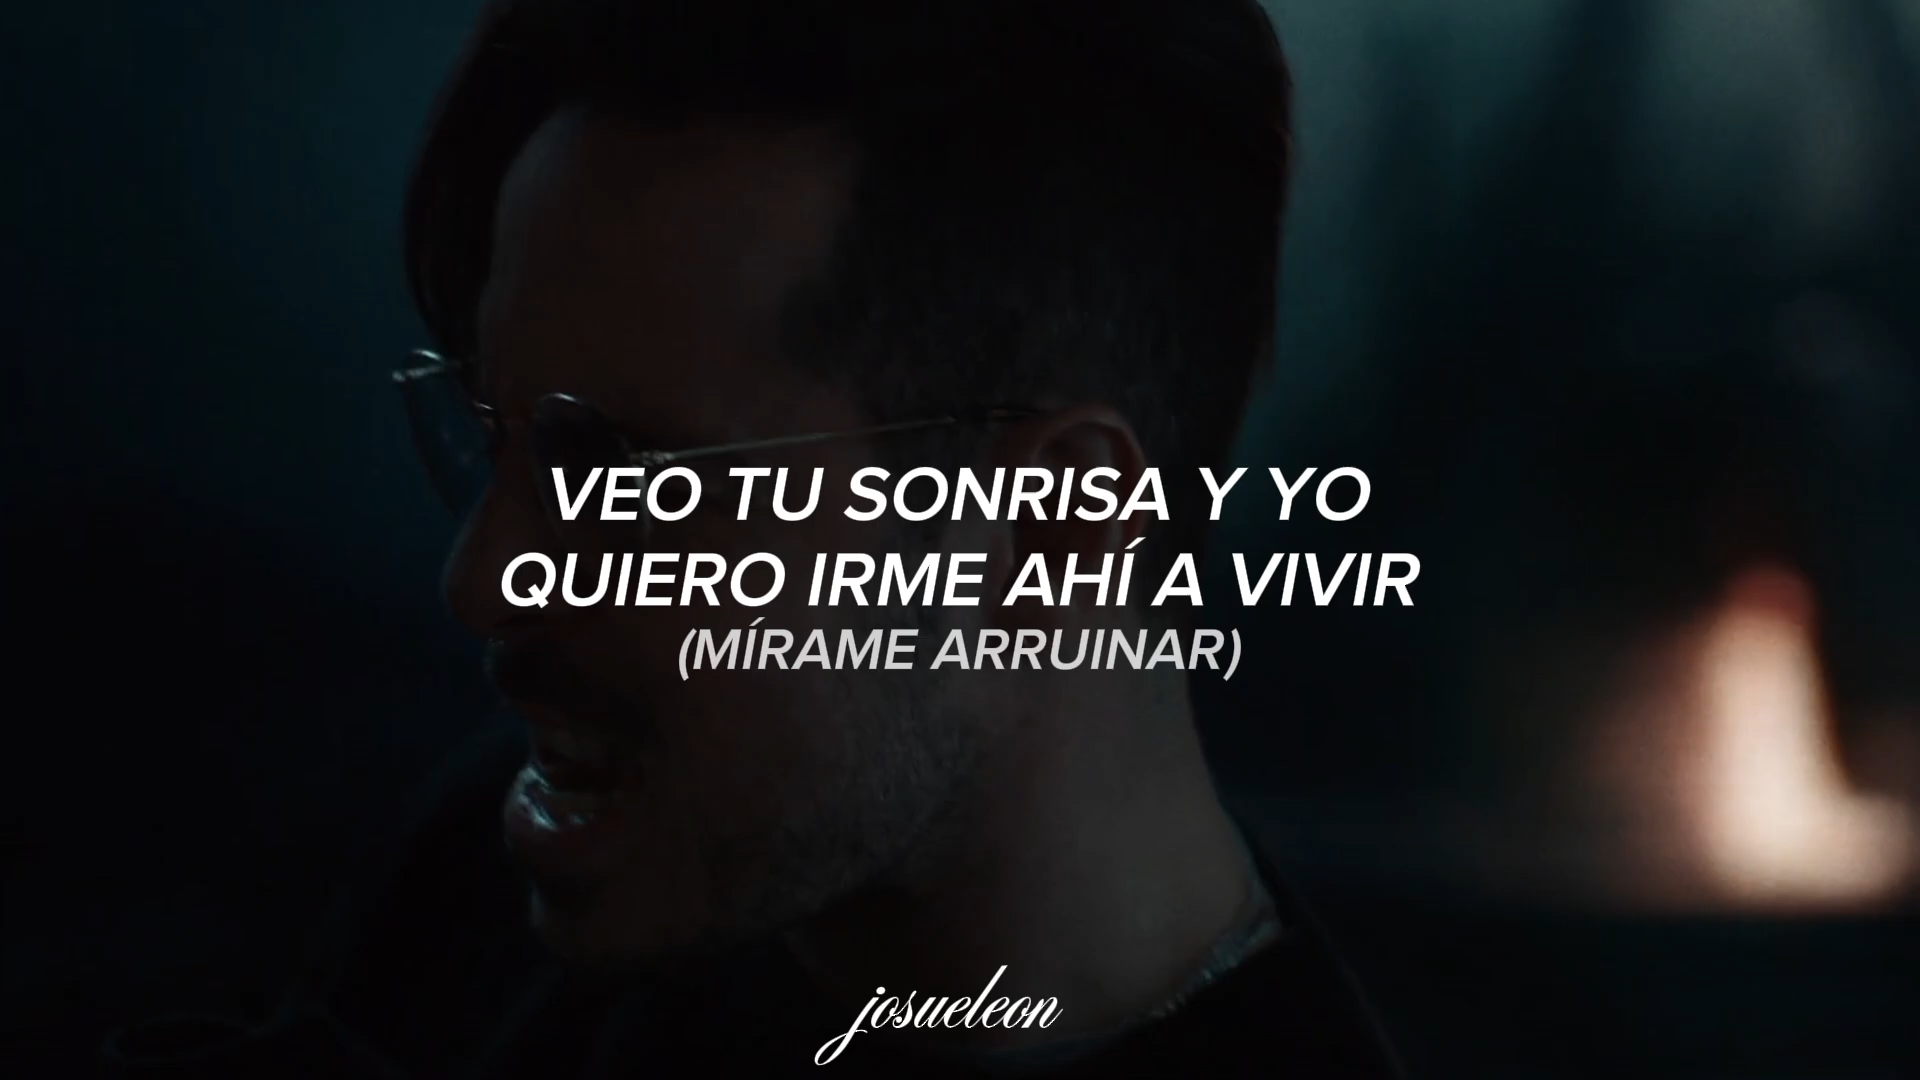 VEO TU SONRISA Y YO
QUIERO IRME AHÍ A VIVIR
(MÍRAME ARRUINAR)
josueleon